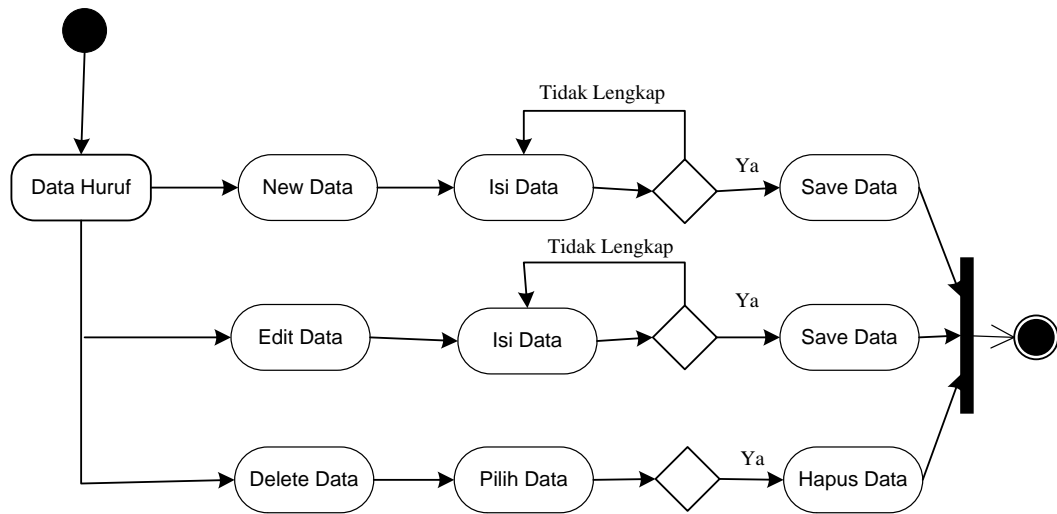 Tidak Lengkap
Data Huruf
New Data
Isi Data
Ya
Save Data
Tidak Lengkap
Edit Data
Isi Data
Ya
Save Data
Delete Data
Pilih Data
Ya
Hapus Data